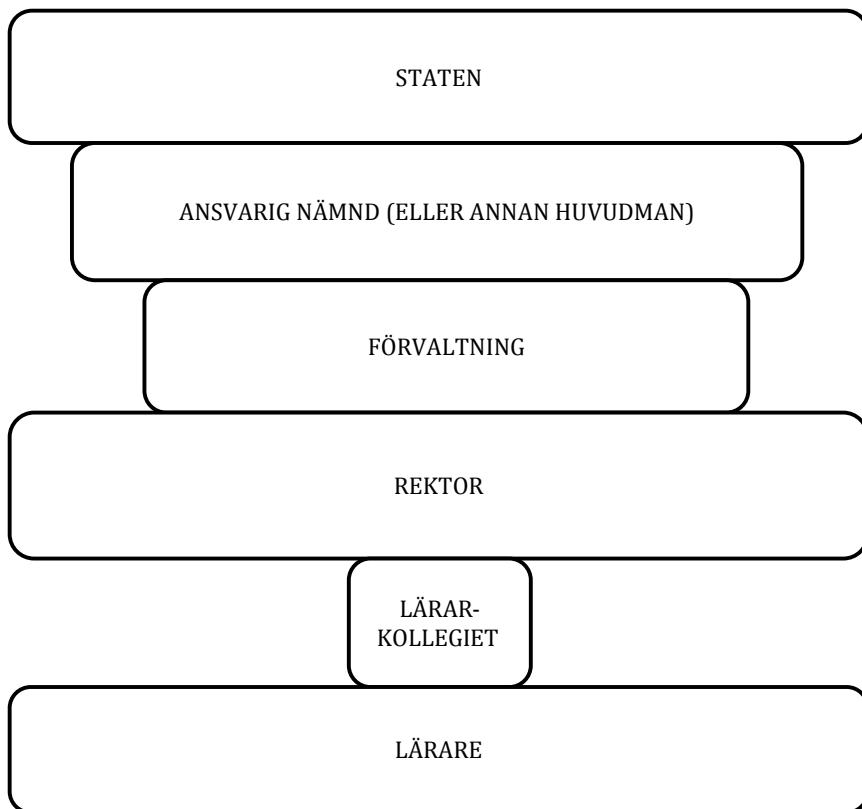 STATEN
ANSVARIG NÄMND (ELLER ANNAN HUVUDMAN)
FÖRVALTNING
REKTOR
LÄRAR-
KOLLEGIET
LÄRARE